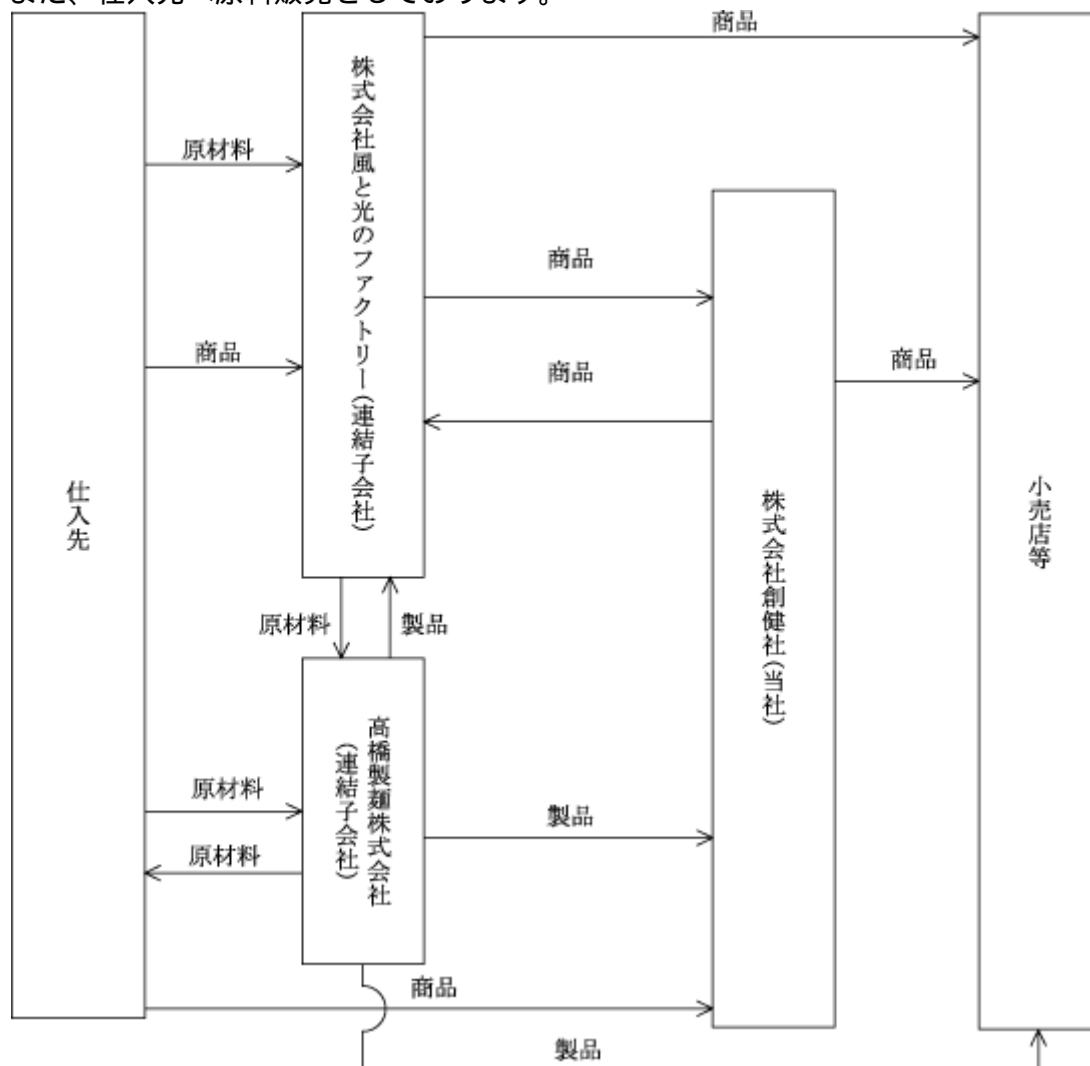 また、仕入先へ原料販売をしております。
商品
株式会社風と光のファクトリー(連結子会社)
原材料
商品
商品
商品
商品
仕入先
小売店等
株式会社創健社(当社)
原材料
製品
高橋製麺株式会社
(連結子会社)
原材料
製品
原材料
商品
製品